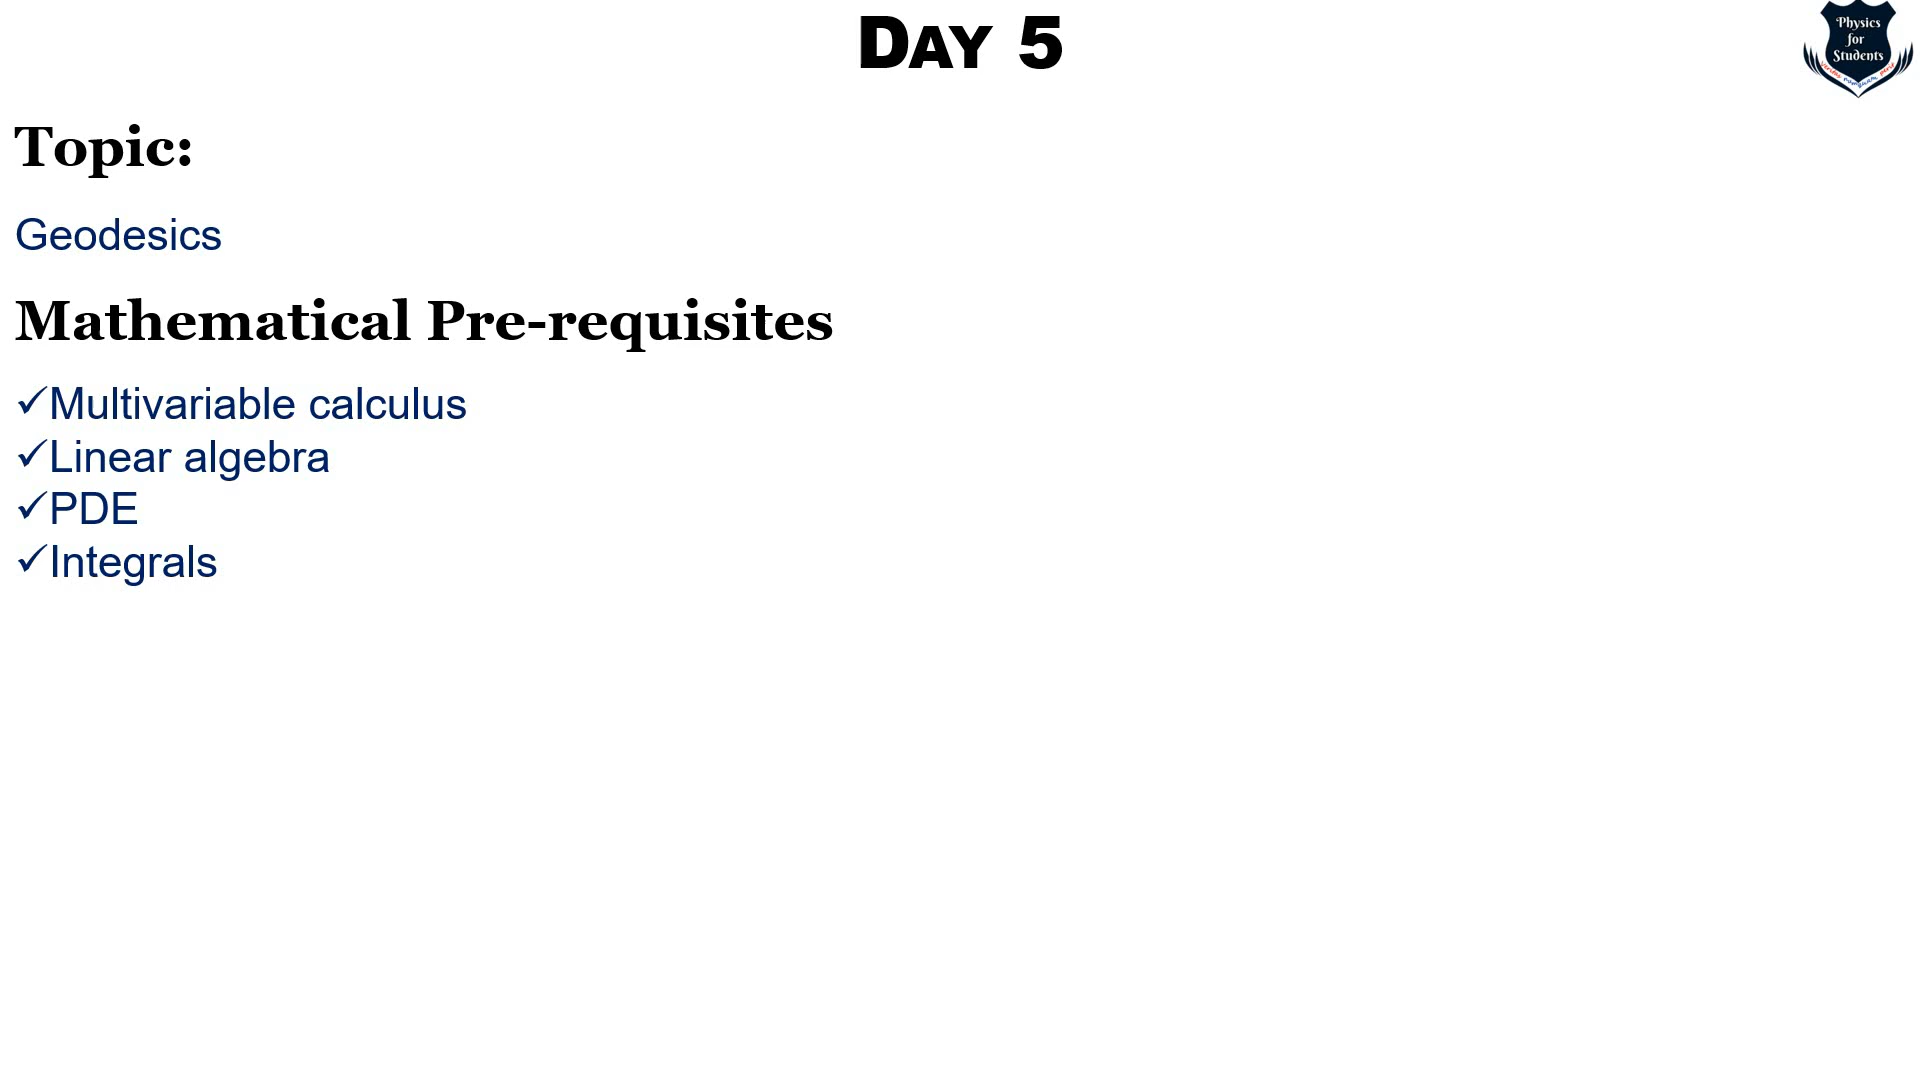 DAY 5
Physics
for
Students
Topic:
Geodesics
Mathematical Pre-requisites
✓Multivariable calculus
✓Linear algebra
✓PDE
✓Integrals